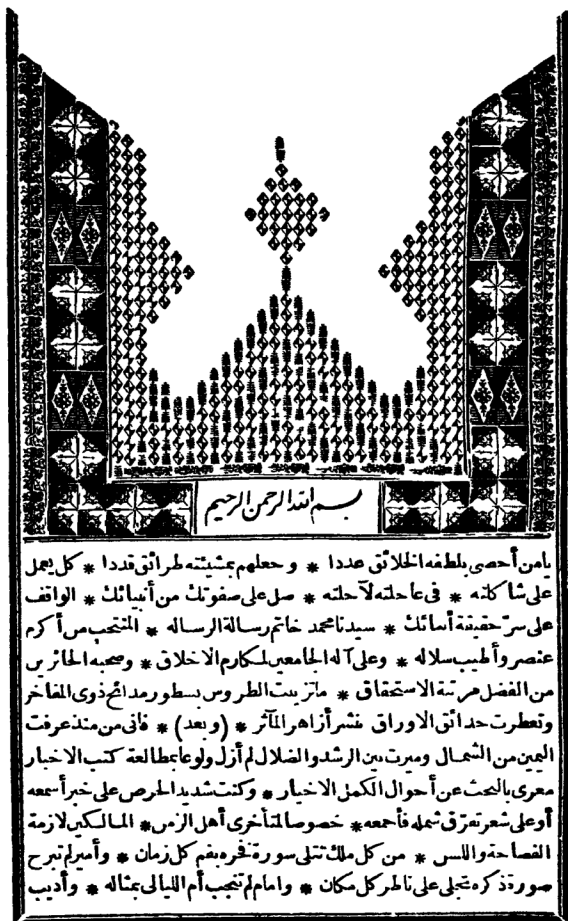 بسم الله الرحمن الرحيم
يامن أحصى بلطفه الخلائق عددا * وجعلهم بمشيئته طرائق قددا * كل يعمل
على شاكلته * فى عاجلته لآجلته * صل على صفوتك من أنبيائك * الواقف
على سر حقيقة أسمائك * سيدنا محمد خاتم رسالة الرساله * المنتخب من أكرم
عنصر وأطيب سلاله * وعلى آله الجامعين لمكارم الاخلاق * وصحبه الحائزين
من الفضل مرتبة الاستحقاق * ما تزينت الطروس بسطور مدائح ذوى المفاخر
وتعطرت حدائق الاوراق بنشر أزاهر المآثر * (وبعد) * فانى من منذ عرفت
اليمين من الشمال وميزت بين الرشد والضلال لم أزل ولوعا بمطالعة كتب الاخبار
مغرى بالبحث عن أحوال الكمل الاخيار * وكنت شديد الحرص على خبر أسمعه
أو على شعر تفرق شمله فأجمعه * خصوصا لمتأخرى أهل الزمن * المالكين لازمة
الفصاحة واللسن * من كل ملك تتلى سورة فخره بفم كل زمان * وأمير لم تبرح
صورة ذكره تتجلى على ناظر كل مكان * وامام لم تنجب أم الليالى بمثاله * وأديب